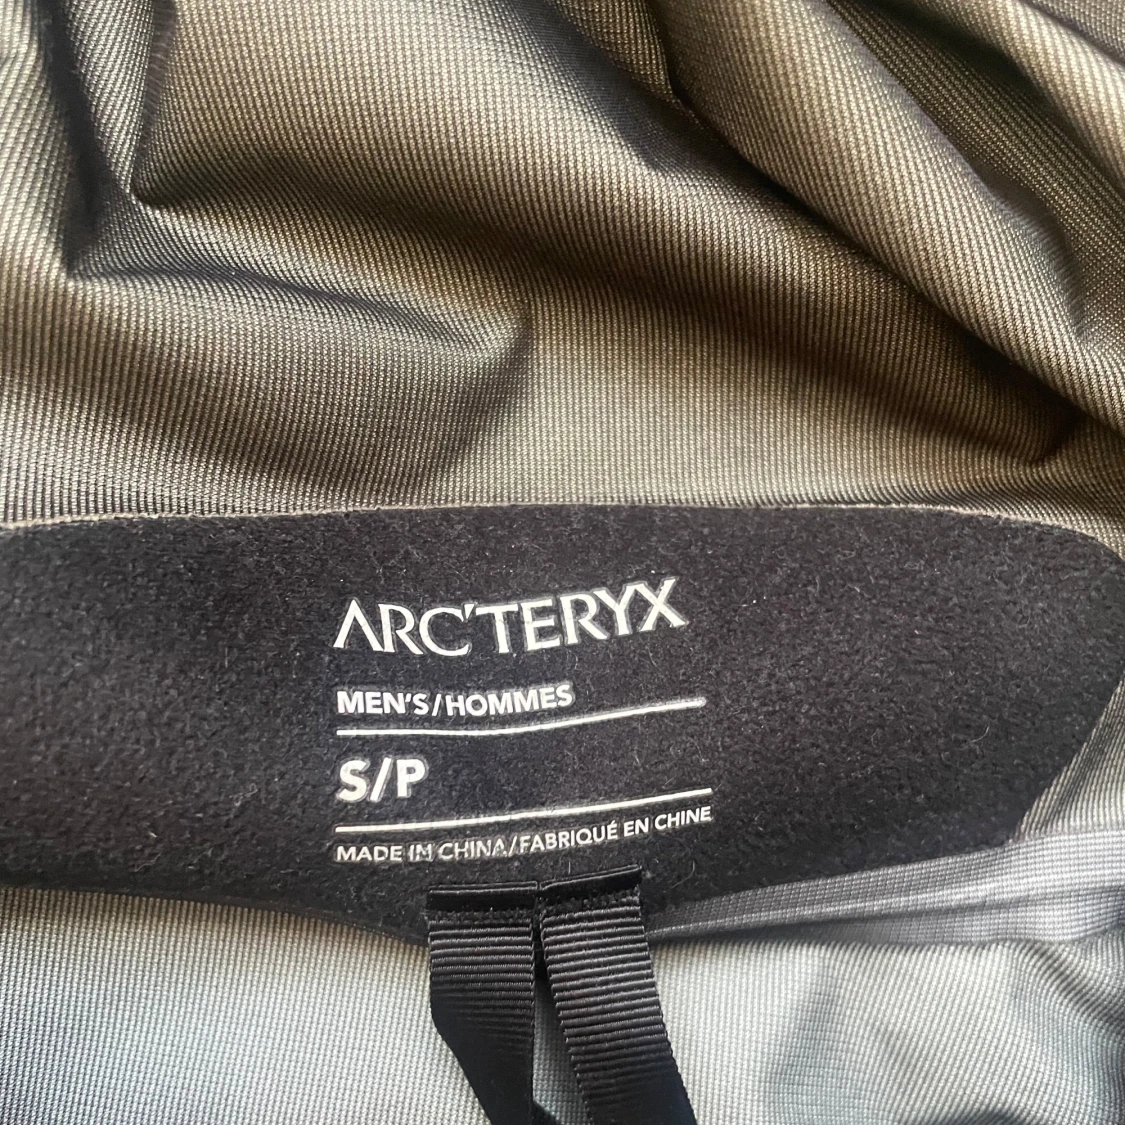 ARC'TERYX
MEN'S/HOMMES
S/P
MADE IN CHINA/FABRIQUÉ EN CHINE